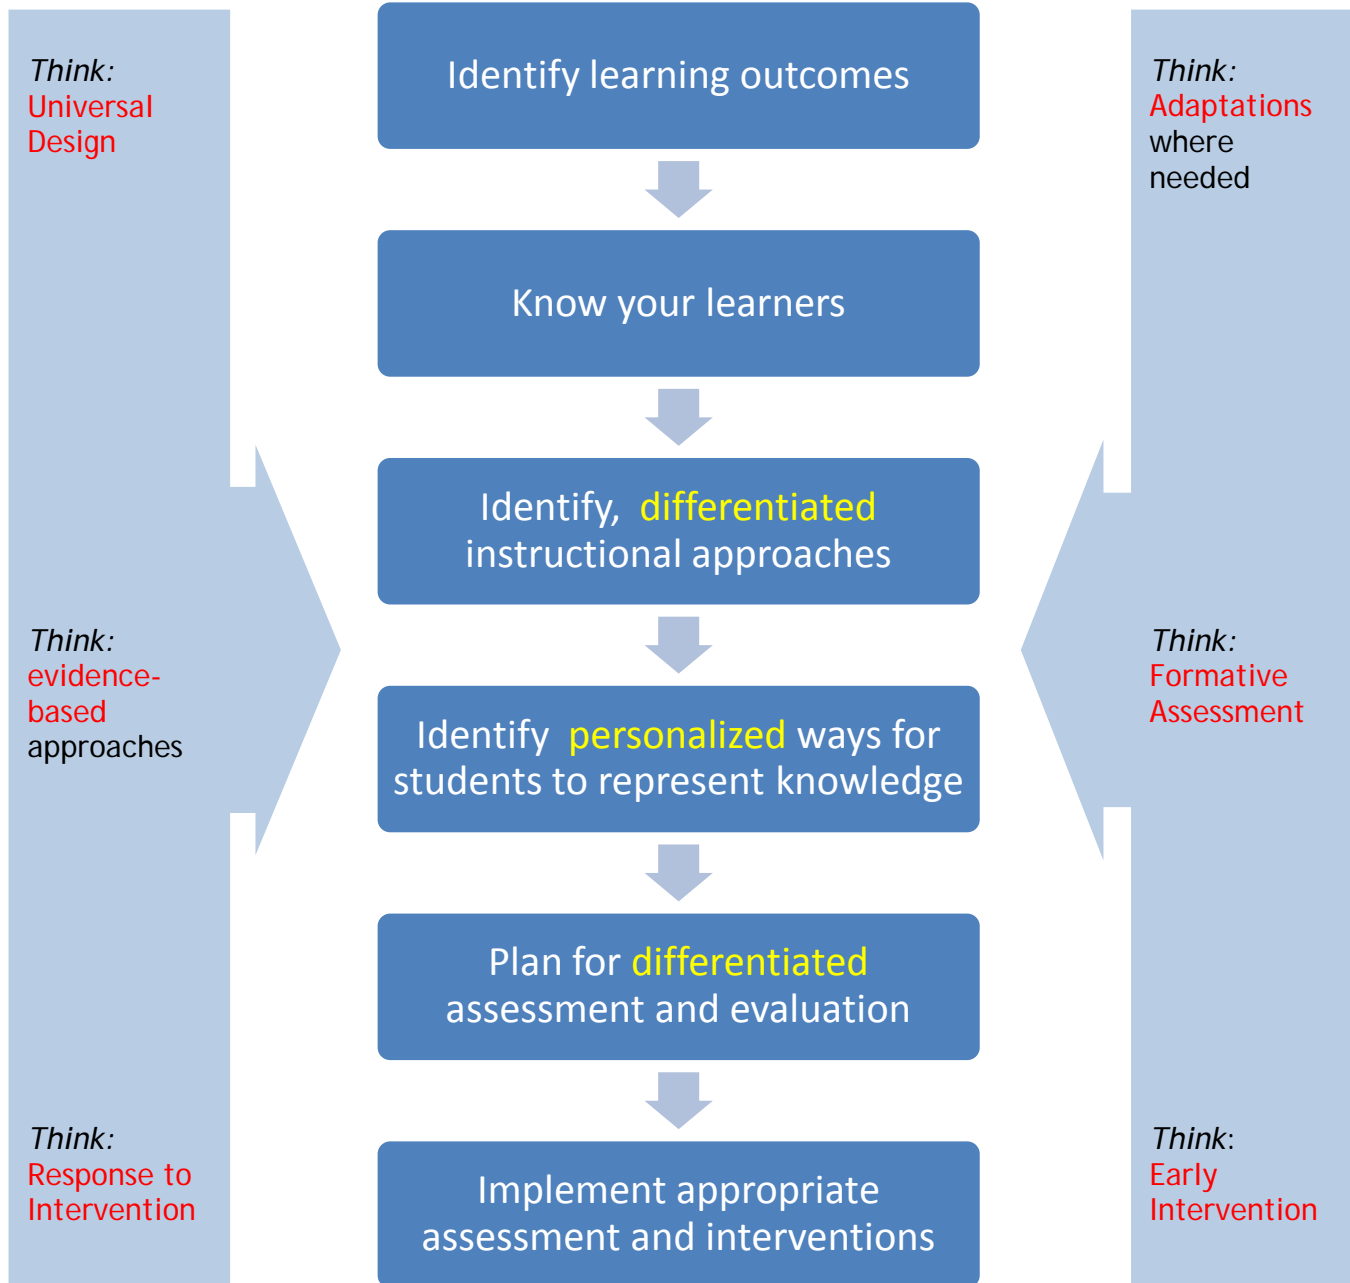 Think:
Universal
Design
Think:
evidence-
based
approaches
Think:
Response to
Intervention
Identify learning outcomes
Know your learners
Identify,  differentiated
instructional approaches
Identify  personalized ways for
students to represent knowledge
Plan for differentiated
assessment and evaluation
Implement appropriate
assessment and interventions
Think:
Adaptations
where
needed
Think:
Formative
Assessment
Think:
Early
Intervention